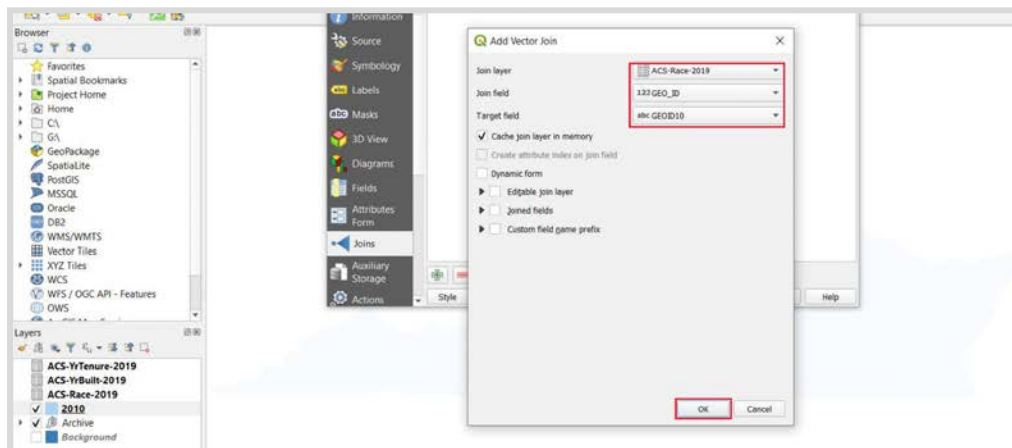 Browser
Favorites
Spatial Bookmarks
Project Home
Home
C:\
G:\
GeoPackage
SpatiaLite
PostGIS
MSSQL
Oracle
DB2
WMS/WMTS
Vector Tiles
XYZ Tiles
WCS
WFS / OGC API - Features
OWS
Layers
ACS-YrTenure-2019
ACS-YrBuilt-2019
ACS-Race-2019
2010
Archive
Background
Information
Source
Symbology
abc Labels
abc Masks
3D View
Diagrams
Fields
Attributes
Form
Joins
Auxiliary
Storage
Actions
Style
Help
Add Vector Join
Join layer
ACS-Race-2019
Join field
123 GEO_ID
Target field
abc GEOID10
Cache join layer in memory
Create attribute index on join field
Dynamic form
Editable join layer
Joined fields
Custom field name prefix
OK
Cancel